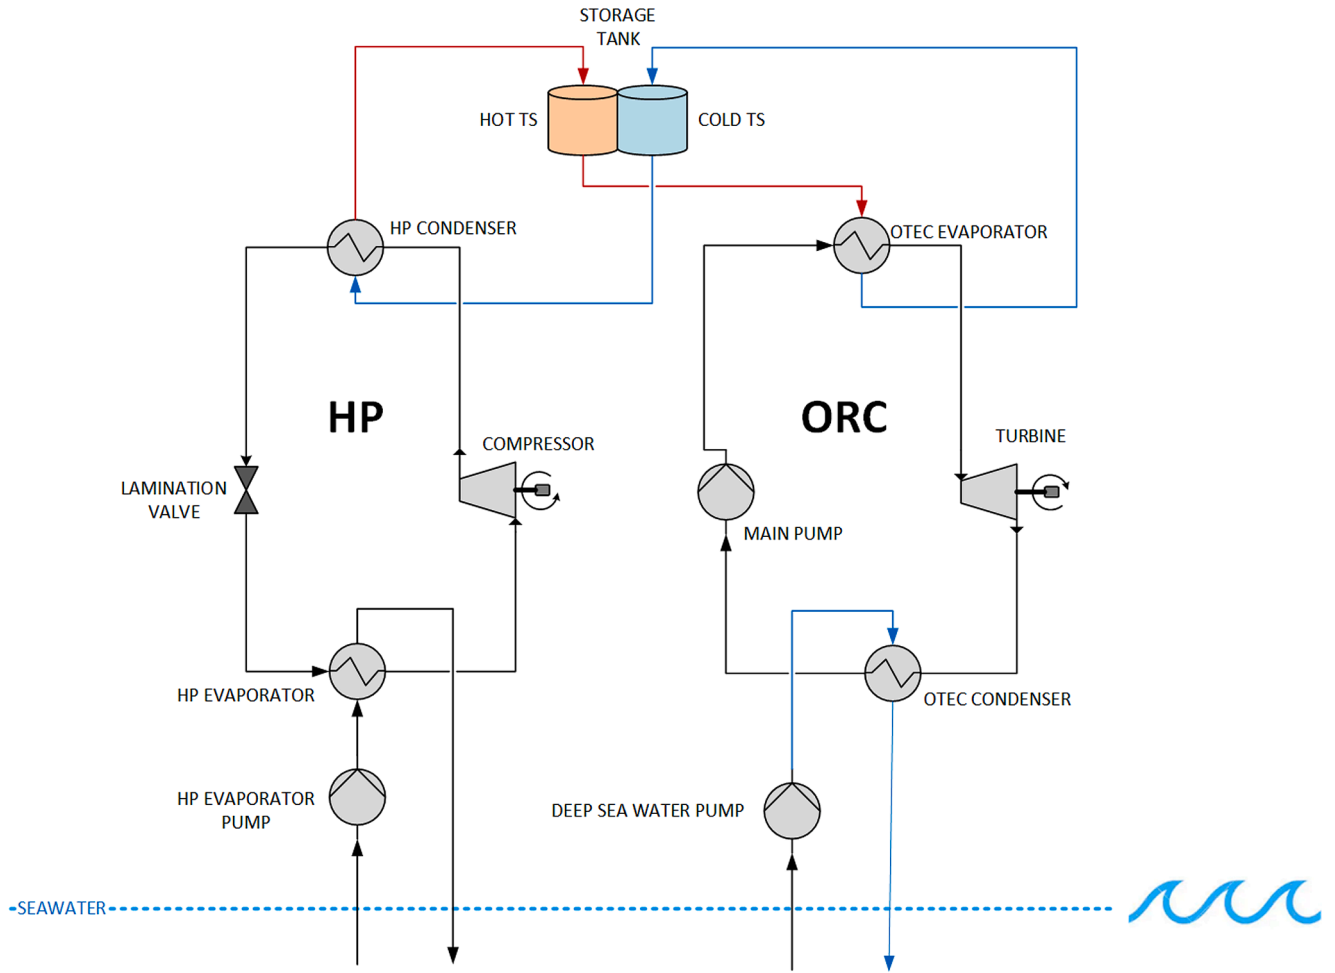 STORAGE
TANK
HOT TS
COLD TS
HP CONDENSER
OTEC EVAPORATOR
HP
ORC
COMPRESSOR
TURBINE
LAMINATION
VALVE
MAIN PUMP
HP EVAPORATOR
OTEC CONDENSER
HP EVAPORATOR
PUMP
DEEP SEA WATER PUMP
SEAWATER